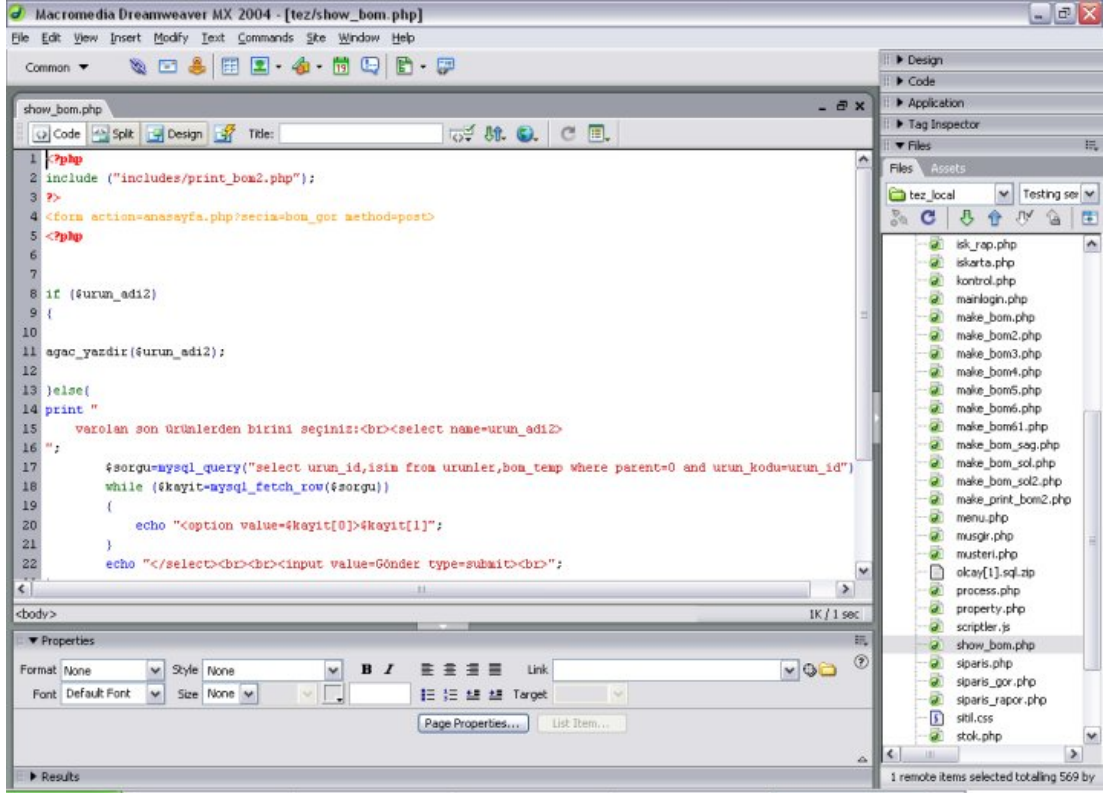 Macromedia Dreamweaver MX 2004 - [tez/show_bom.php]
File Edit View Insert Modify Text Commands Site Window Help
Common
show_bom.php
Code Split Design Title:
1 <?php
2 include ("includes/print_bom2.php");
3 ?>
4 <form action=anasayfa.php?secim=bom_gor method=post>
5 <?php
6
7
8 if ($urun_adi2)
9 {
10
11 agac_yazdir($urun_adi2);
12
13 }else{
14 print "
15 varolan son ürünlerden birini seçiniz:<br><select name=urun_adi2>
16 ";
17 $sorgu=mysql_query("select urun_id,isim from urunler,bom_temp where parent=0 and urun_kodu=urun_id")
18 while ($kayit=mysql_fetch_row($sorgu))
19 {
20 echo "<option value=$kayit[0]>$kayit[1]";
21 }
22 echo "</select><br><br><input value=Gönder type=submit><br>";
<body>
1K / 1 sec
Properties
Format None Style None B I Link
Font Default Font Size None Target
Page Properties... List Item...
Results
Design
Code
Application
Tag Inspector
Files
Files Assets
tez_local Testing ser
isk_rap.php
iskarta.php
kontrol.php
mainlogin.php
make_bom.php
make_bom2.php
make_bom3.php
make_bom4.php
make_bom5.php
make_bom6.php
make_bom61.php
make_bom_sag.php
make_bom_sol.php
make_bom_sol2.php
make_print_bom2.php
menu.php
musgir.php
musteri.php
okcay[1].sql.zip
process.php
property.php
scriptler.js
show_bom.php
siparis.php
siparis_gor.php
siparis_rapor.php
sitil.css
stok.php
1 remote items selected totalling 569 by